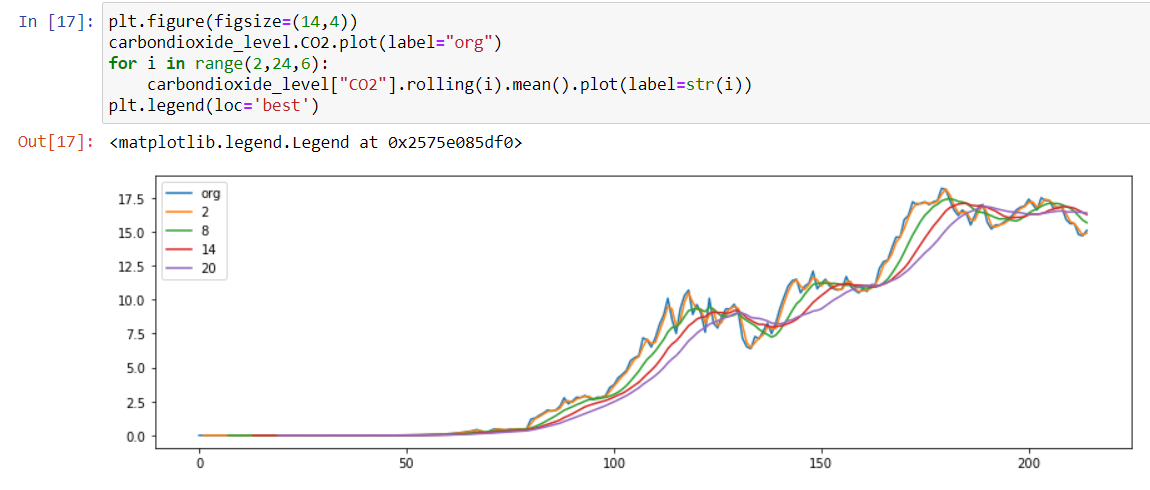 In [17]: plt.figure(figsize=(14,4))
carbondioxide_level.CO2.plot(label="org")
for i in range(2,24,6):
    carbondioxide_level["CO2"].rolling(i).mean().plot(label=str(i))
plt.legend(loc='best')
Out[17]: <matplotlib.legend.Legend at 0x2575e085df0>
org
2
8
14
20
17.5
15.0
12.5
10.0
7.5
5.0
2.5
0.0
0 50 100 150 200